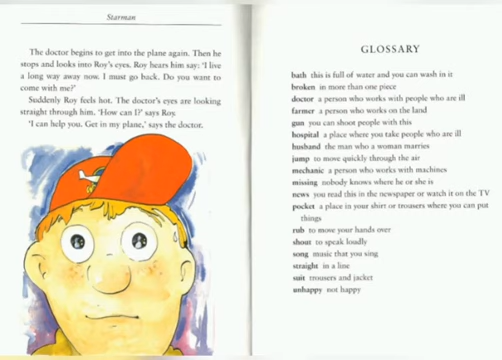 Starman
The doctor begins to get into the plane again. Then he
stops and looks into Roy's eyes. Roy hears him say: 'I live
a long way away now. I must go back. Do you want to
come with me?'
Suddenly Roy feels hot. The doctor's eyes are looking
straight through him. 'How can I?' says Roy.
'I can help you. Get in my plane,' says the doctor.
GLOSSARY
bath this is full of water and you can wash in it
broken in more than one piece
doctor a person who works with people who are ill
farmer a person who works on the land
gun you can shoot people with this
hospital a place where you take people who are ill
husband the man who a woman marries
jump to move quickly through the air
mechanic a person who works with machines
missing nobody knows where he or she is
news you read this in the newspaper or watch it on the TV
pocket a place in your shirt or trousers where you can put
things
rub to move your hands over
shout to speak loudly
song music that you sing
straight in a line
suit trousers and jacket
unhappy not happy